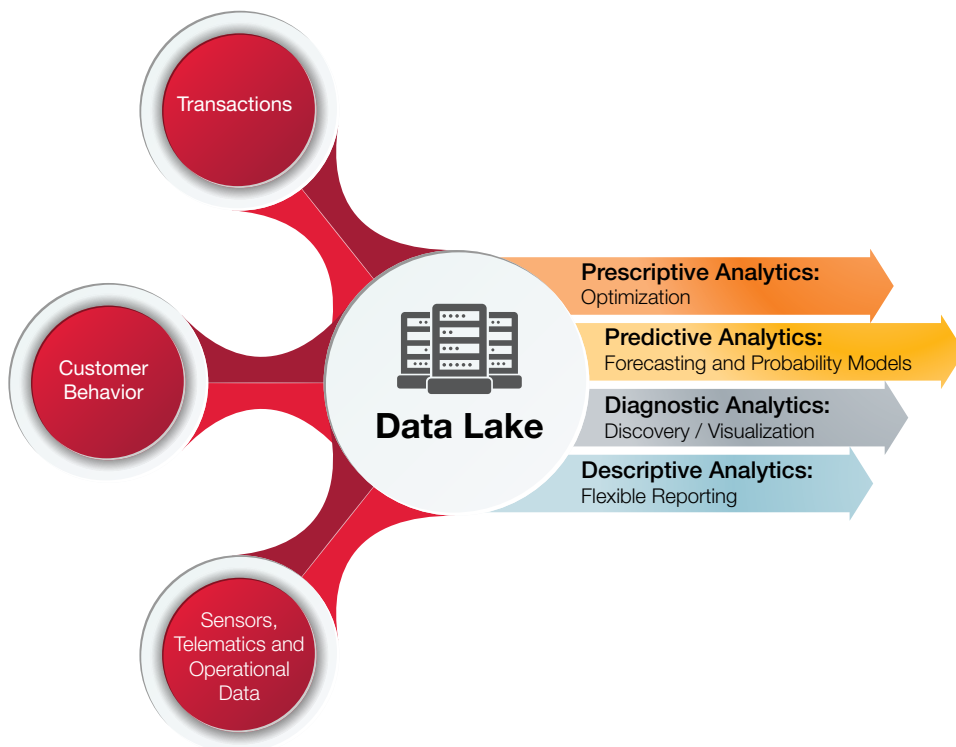 Transactions
Customer
Behavior
Sensors,
Telematics and
Operational
Data
Data Lake
Prescriptive Analytics:
Optimization
Predictive Analytics:
Forecasting and Probability Models
Diagnostic Analytics:
Discovery / Visualization
Descriptive Analytics:
Flexible Reporting